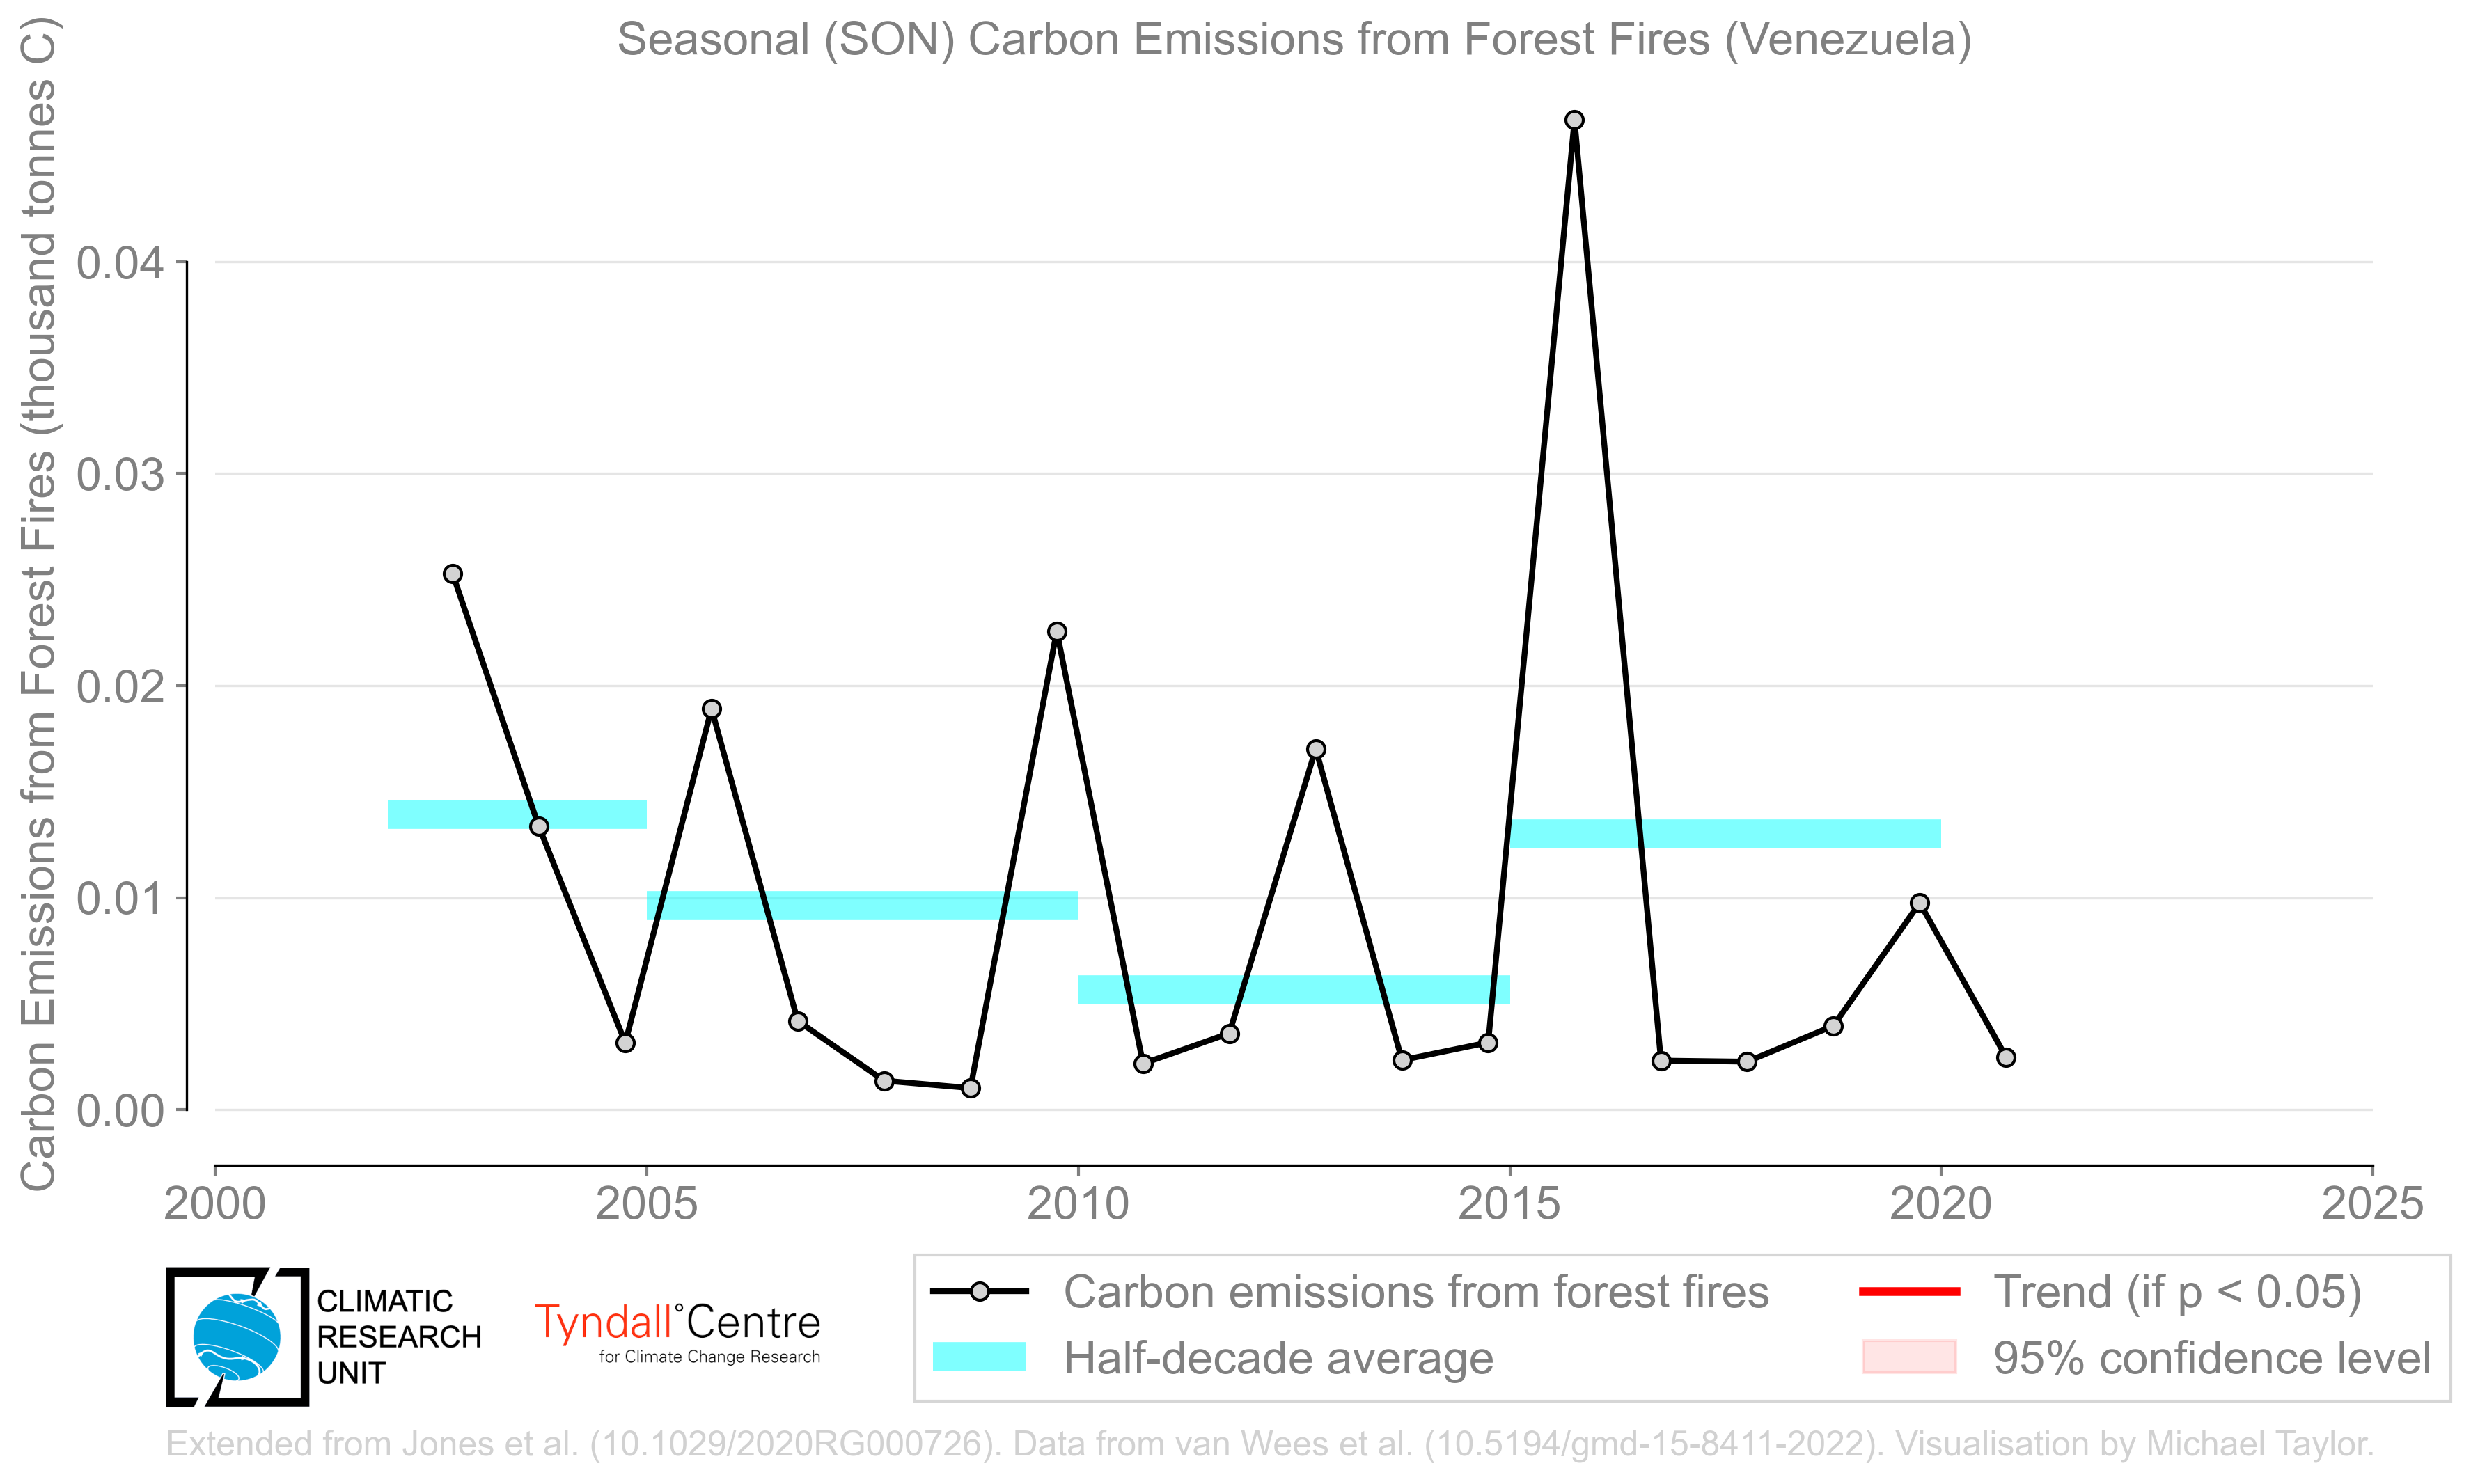 Seasonal (SON) Carbon Emissions from Forest Fires (Venezuela)
Carbon Emissions from Forest Fires (thousand tonnes C)
0.04
0.03
0.02
0.01
0.00
2000 2005 2010 2015 2020 2025
CLIMATIC
RESEARCH
UNIT
Tyndall°Centre
for Climate Change Research
Carbon emissions from forest fires
Half-decade average
Trend (if p < 0.05)
95% confidence level
Extended from Jones et al. (10.1029/2020RG000726). Data from van Wees et al. (10.5194/gmd-15-8411-2022). Visualisation by Michael Taylor.